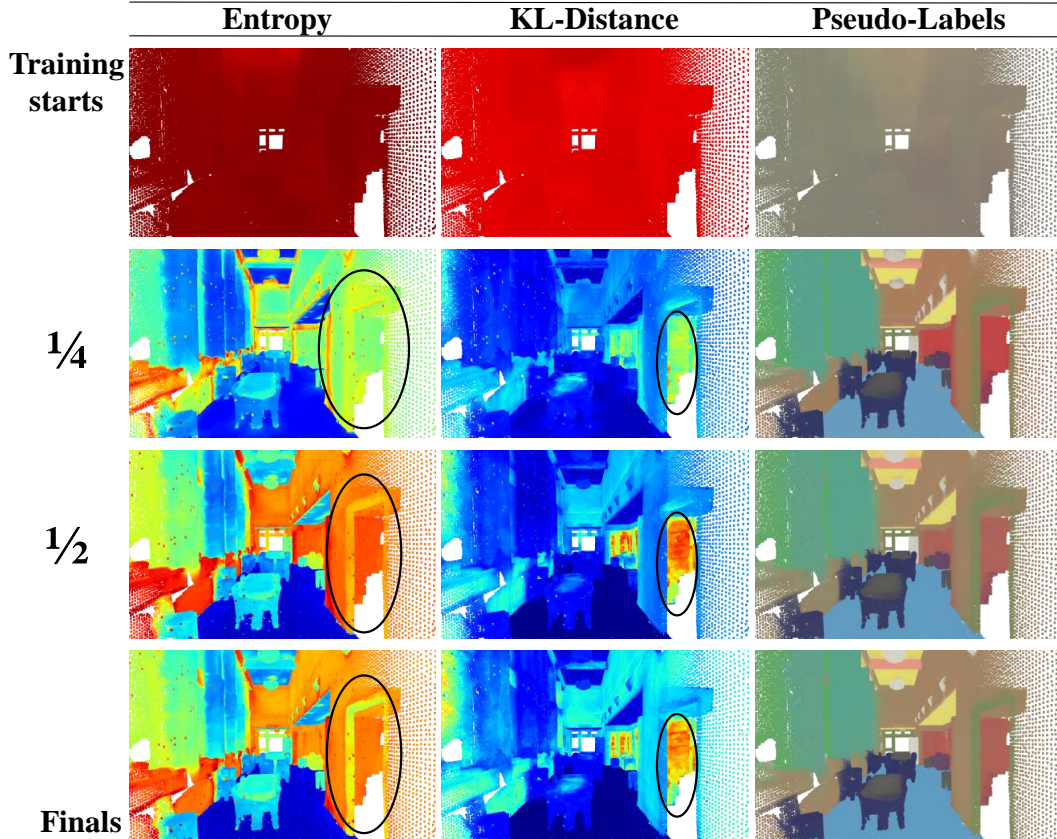 Entropy KL-Distance Pseudo-Labels
Training
starts
¼
½
Finals